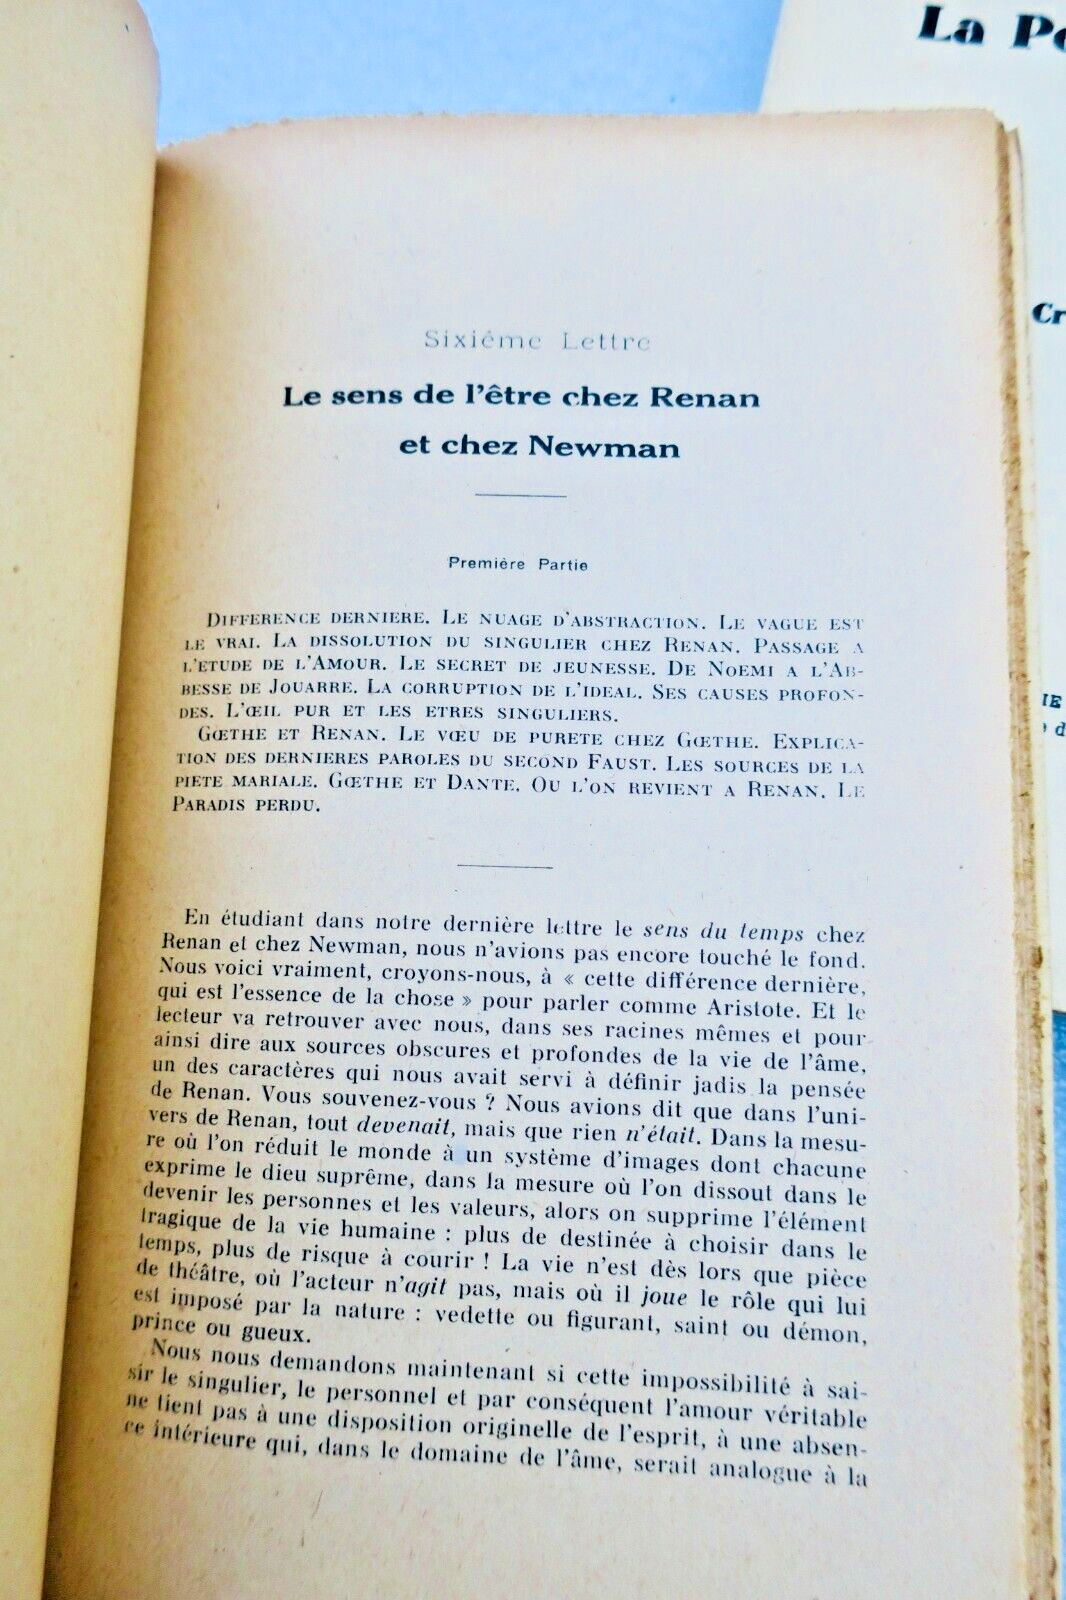 La
Cr
Sixième Lettre
Le sens de l'être chez Renan
et chez Newman
Première Partie
DIFFERENCE DERNIERE. LE NUAGE D'ABSTRACTION. LE VAGUE EST
LE VRAI. LA DISSOLUTION DU SINGULIER CHEZ RENAN. PASSAGE A
L'ETUDE DE L'AMOUR. LE SECRET DE JEUNESSE. DE NOEMI A L'AB-
BESSE DE JOUARRE. LA CORRUPTION DE L'IDEAL. SES CAUSES PROFON-
DES. L'ŒIL PUR ET LES ETRES SINGULIERS.
GŒTHE ET RENAN. LE VŒU DE PURETE CHEZ GŒTHE. EXPLICA-
TION DES DERNIERES PAROLES DU SECOND FAUST. LES SOURCES DE LA
PIETE MARIALE. GŒTHE ET DANTE. OU L'ON REVIENT A RENAN. LE
PARADIS PERDU.
En étudiant dans notre dernière lettre le sens du temps chez
Renan et chez Newman, nous n'avions pas encore touché le fond.
Nous voici vraiment, croyons-nous, à « cette différence dernière,
qui est l'essence de la chose » pour parler comme Aristote. Et le
lecteur va retrouver avec nous, dans ses racines mêmes et pour
ainsi dire aux sources obscures et profondes de la vie de l'âme,
un des caractères qui nous avait servi à définir jadis la pensée
de Renan. Vous souvenez-vous ? Nous avions dit que dans l'uni-
vers de Renan, tout devenait, mais que rien n'était. Dans la mesu-
re où l'on réduit le monde à un système d'images dont chacune
exprime le dieu suprême, dans la mesure où l'on dissout dans le
devenir les personnes et les valeurs, alors on supprime l'élément
tragique de la vie humaine : plus de destinée à choisir dans le
temps, plus de risque à courir ! La vie n'est dès lors que pièce
de théâtre, où l'acteur n'agit pas, mais où il joue le rôle qui lui
est imposé par la nature : vedette ou figurant, saint ou démon,
prince ou gueux.
Nous nous demandons maintenant si cette impossibilité à sai-
sir le singulier, le personnel et par conséquent l'amour véritable
ne tient pas à une disposition originelle de l'esprit, à une absen-
ce intérieure qui, dans le domaine de l'âme, serait analogue à la